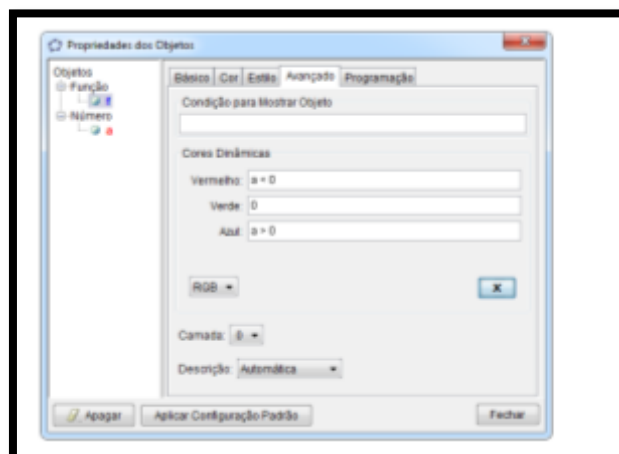 Propriedades dos Objetos
Objetos
Função
f
Número
a
Básico Cor Estilo Avançado Programação
Condição para Mostrar Objeto
Cores Dinâmicas
Vermelho: a < 0
Verde: 0
Azul: a > 0
RGB
X
Camada: 0
Descrição: Automática
Apagar
Aplicar Configuração Padrão
Fechar